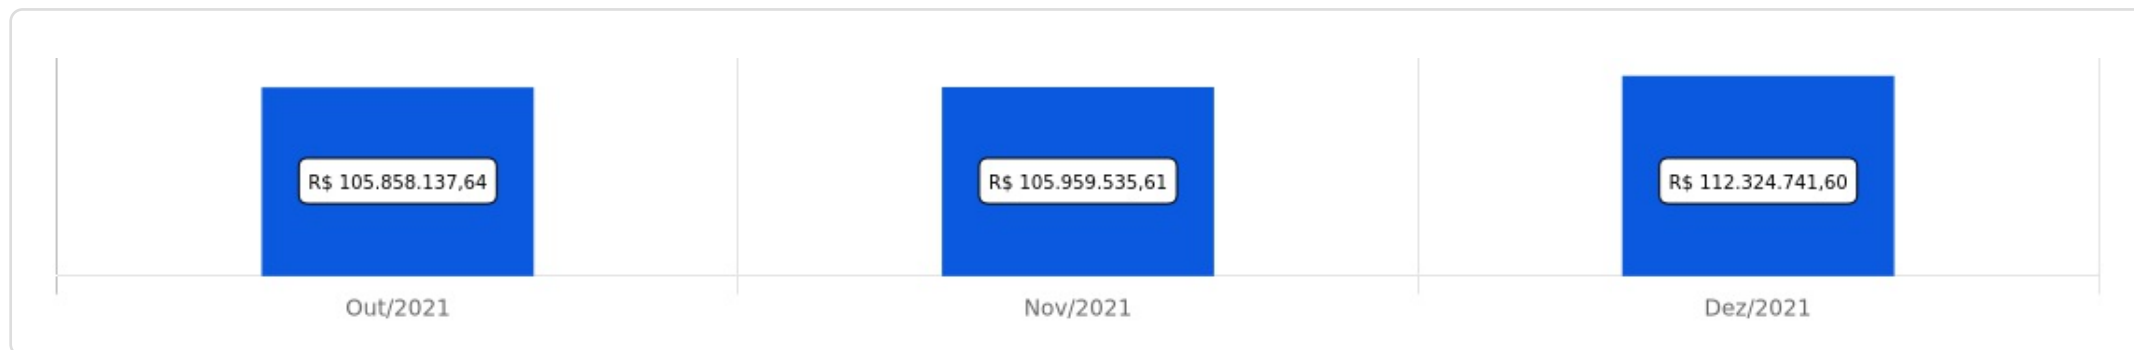 R$ 105.858.137,64
R$ 105.959.535,61
R$ 112.324.741,60
Out/2021
Nov/2021
Dez/2021